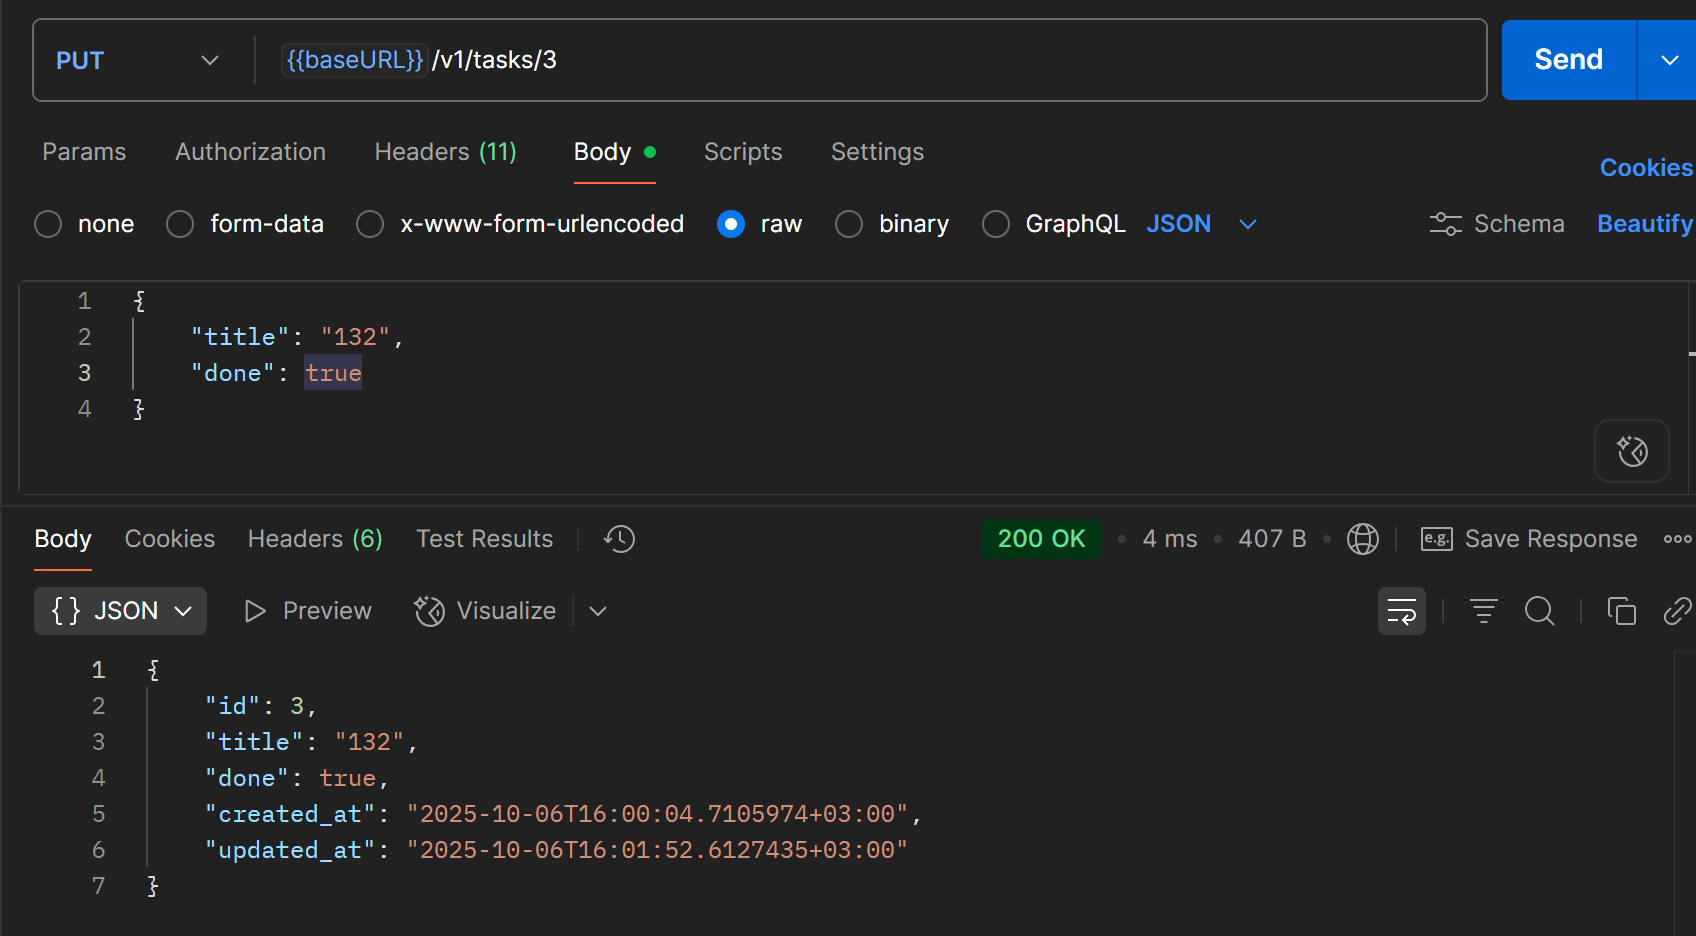 PUT {{baseURL}} /v1/tasks/3 Send
Params Authorization Headers (11) Body Scripts Settings Cookies
none form-data x-www-form-urlencoded raw binary GraphQL JSON Schema Beautify
1 {
2 "title": "132",
3 "done": true
4 }
Body Cookies Headers (6) Test Results 200 OK • 4 ms • 407 B • e.g. Save Response
{} JSON Preview Visualize
1 {
2 "id": 3,
3 "title": "132",
4 "done": true,
5 "created_at": "2025-10-06T16:00:04.7105974+03:00",
6 "updated_at": "2025-10-06T16:01:52.6127435+03:00"
7 }